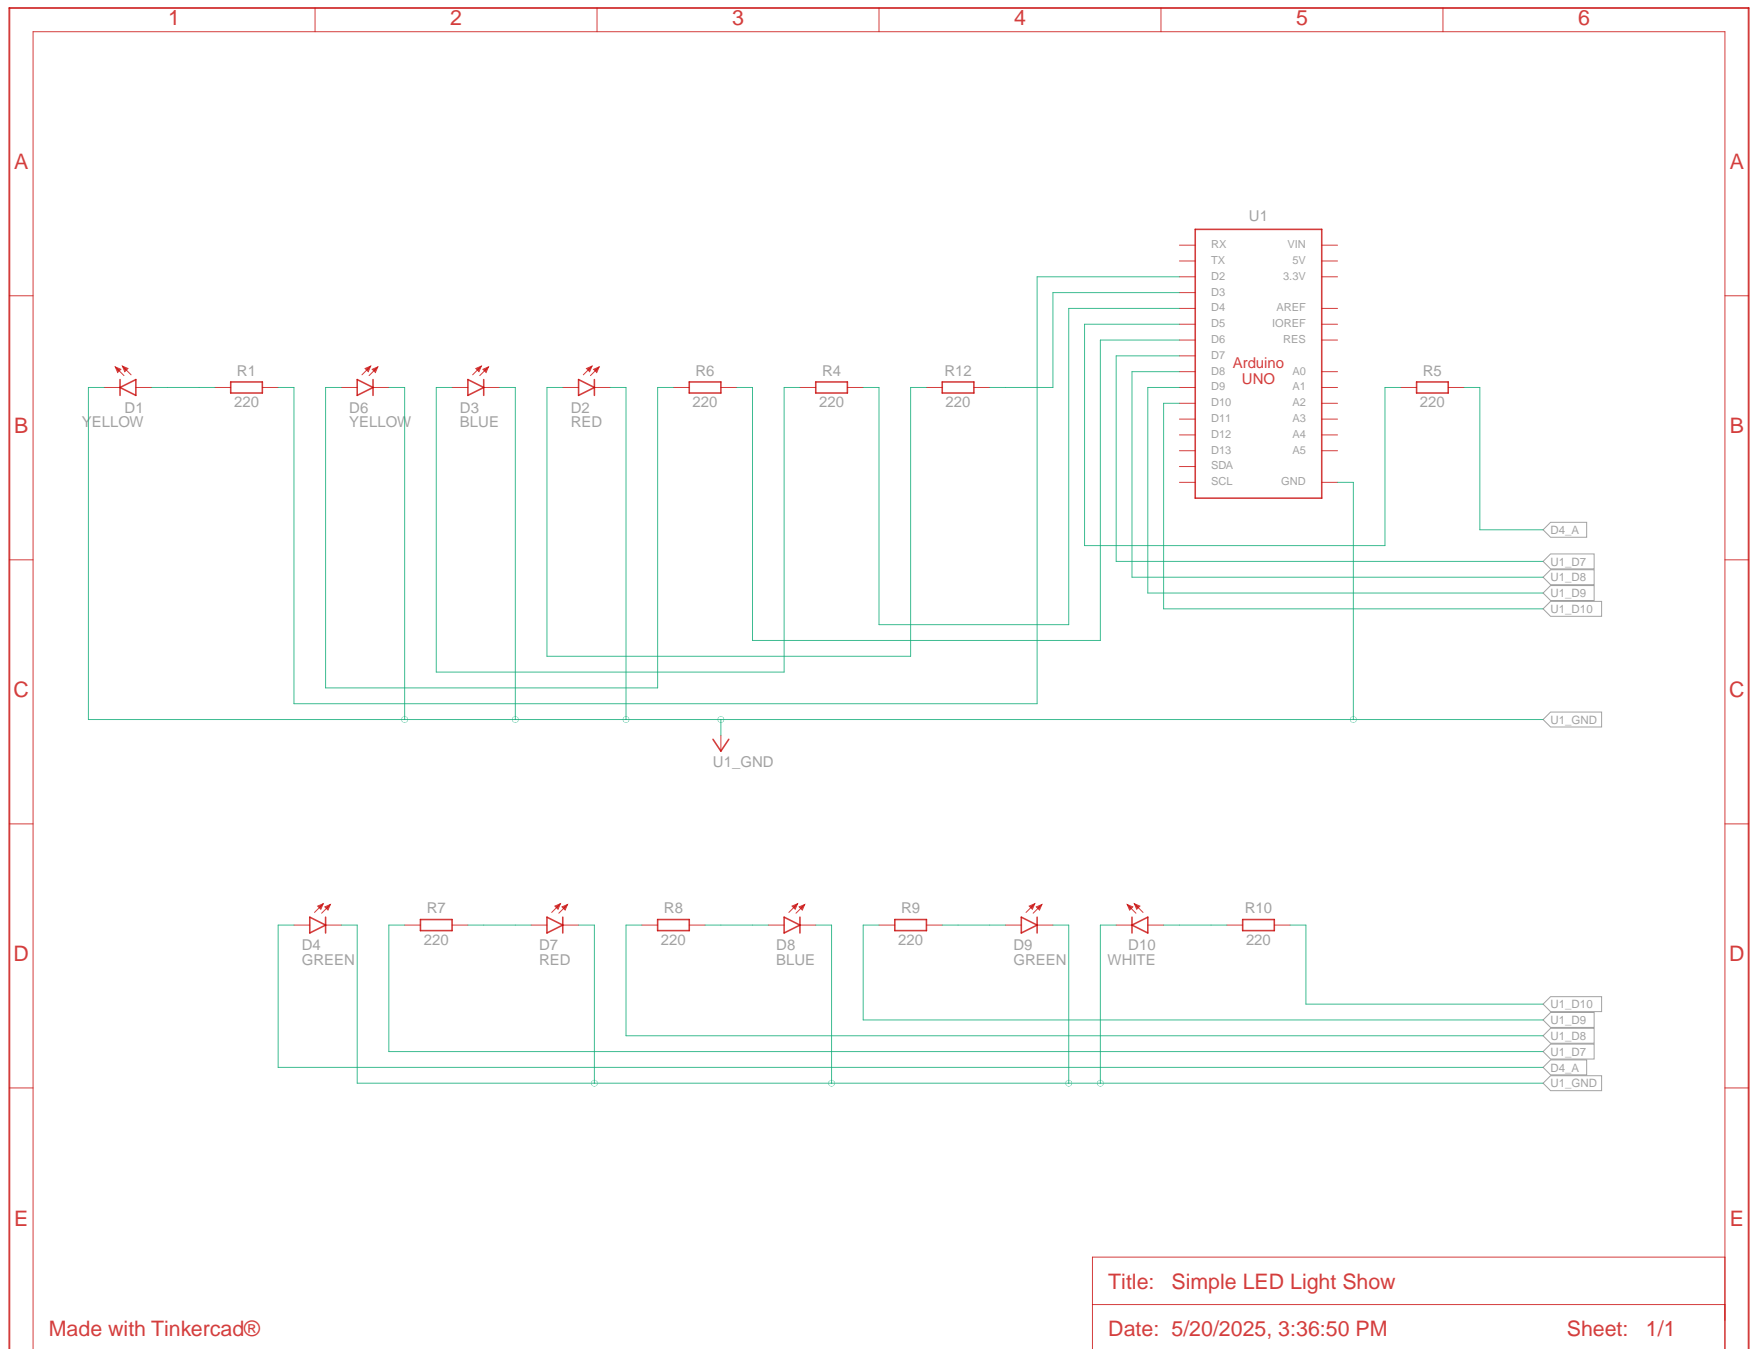 1 2 3 4 5 6
A A
U1
RX VIN
TX 5V
D2 3.3V
D3
D4 AREF
D5 IOREF
D6 RES
D7
Arduino
UNO
D8 A0
D9 A1
D10 A2
D11 A3
D12 A4
D13 A5
SDA
SCL GND
R1 R6 R4 R12 R5
220 220 220 220 220
D1 D6 D3 D2
YELLOW YELLOW BLUE RED
B B
D4_A
U1_D7
U1_D8
U1_D9
U1_D10
C C
U1_GND
U1_GND
R7 R8 R9 R10
220 220 220 220
D4 D7 D8 D9 D10
GREEN RED BLUE GREEN WHITE
D D
U1_D10
U1_D9
U1_D8
U1_D7
D4_A
U1_GND
E E
Title: Simple LED Light Show
Made with Tinkercad®
Date: 5/20/2025, 3:36:50 PM Sheet: 1/1